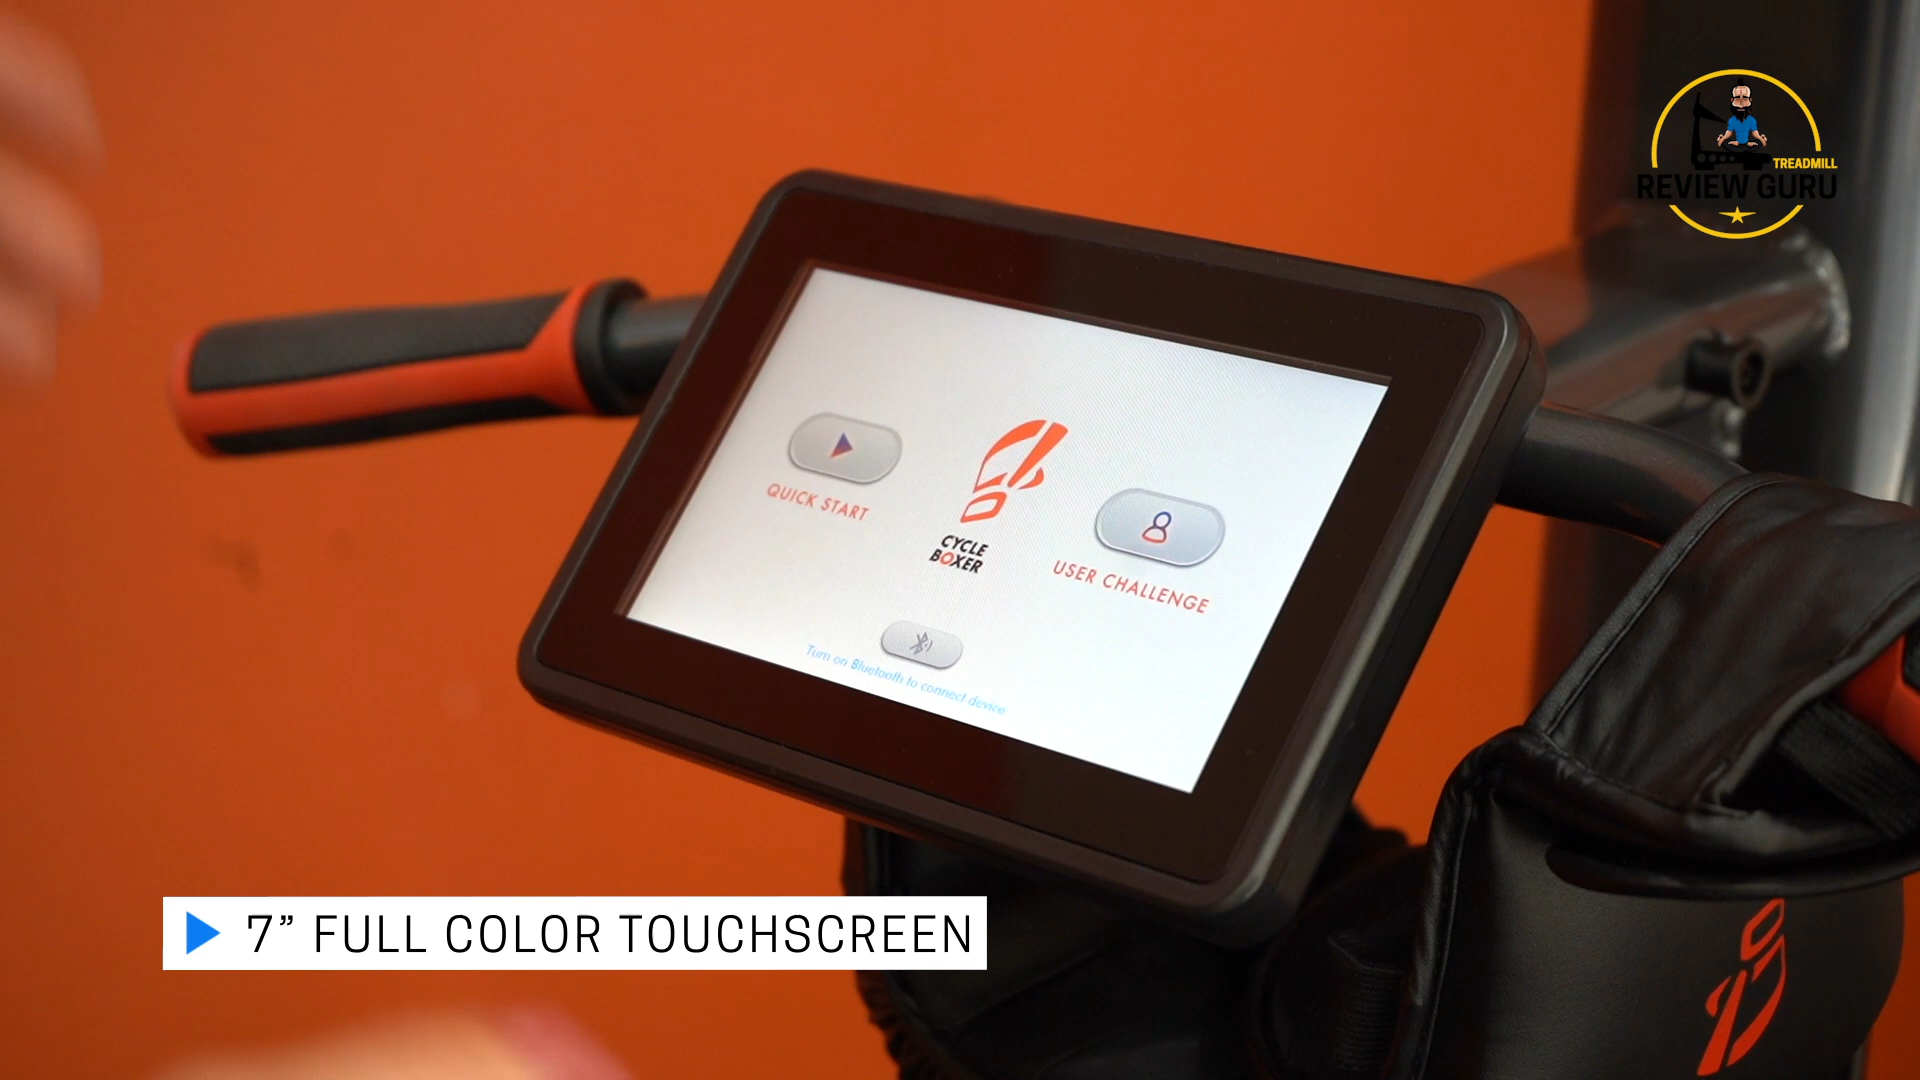 TREADMILL
REVIEW GURU
QUICK START
CYCLE
BOXER
USER CHALLENGE
Turn on Bluetooth to connect device
7” FULL COLOR TOUCHSCREEN